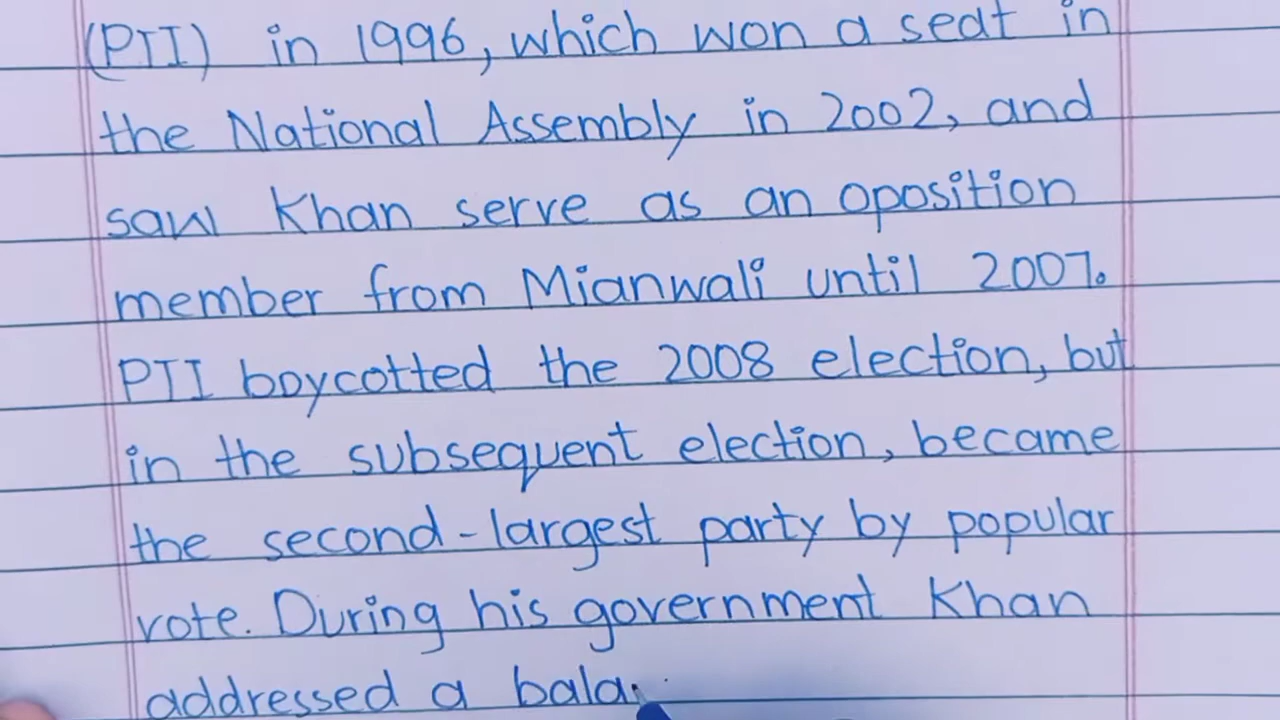 (PTI) in 1996, which won a seat in
the National Assembly in 2002, and
saw Khan serve as an oposition
member from Mianwali until 2007.
PTI boycotted the 2008 election, but
in the subsequent election, became
the second-largest party by popular
vote. During his government Khan
addressed a bala